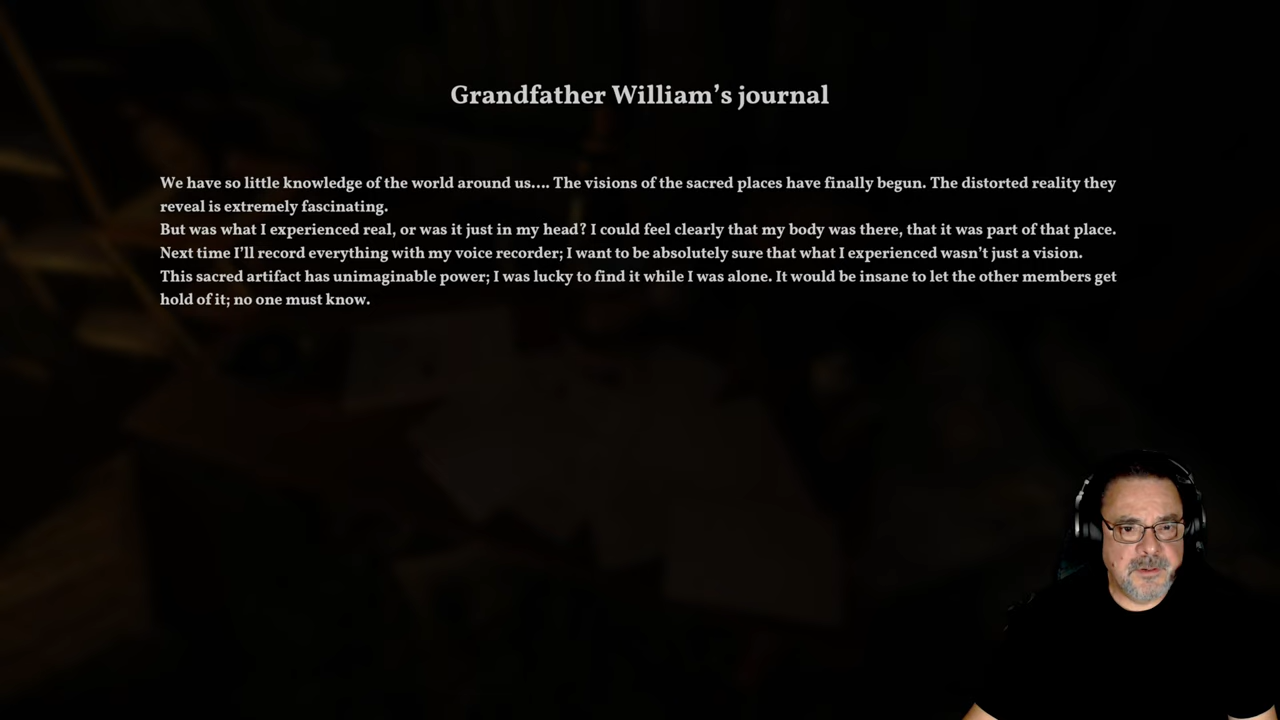 Grandfather William’s journal
We have so little knowledge of the world around us.... The visions of the sacred places have finally begun. The distorted reality they
reveal is extremely fascinating.
But was what I experienced real, or was it just in my head? I could feel clearly that my body was there, that it was part of that place.
Next time I’ll record everything with my voice recorder; I want to be absolutely sure that what I experienced wasn’t just a vision.
This sacred artifact has unimaginable power; I was lucky to find it while I was alone. It would be insane to let the other members get
hold of it; no one must know.